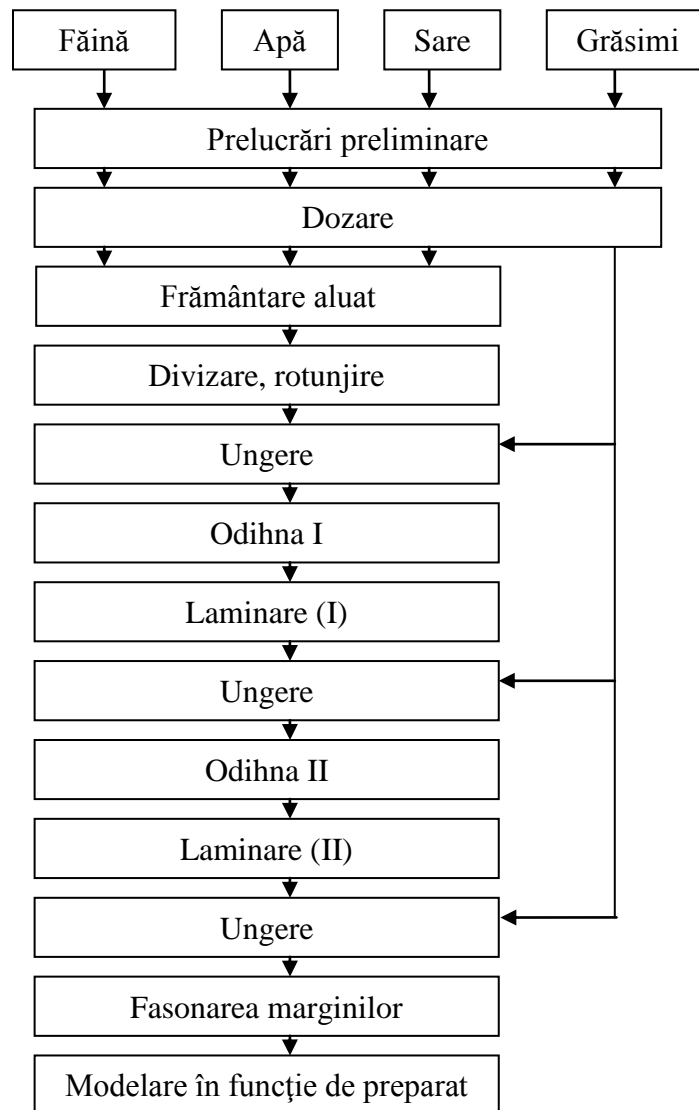 Făină Apă Sare Grăsimi
Prelucrări preliminare
Dozare
Frământare aluat
Divizare, rotunjire
Ungere
Odihna I
Laminare (I)
Ungere
Odihna II
Laminare (II)
Ungere
Fasonarea marginilor
Modelare în funcţie de preparat